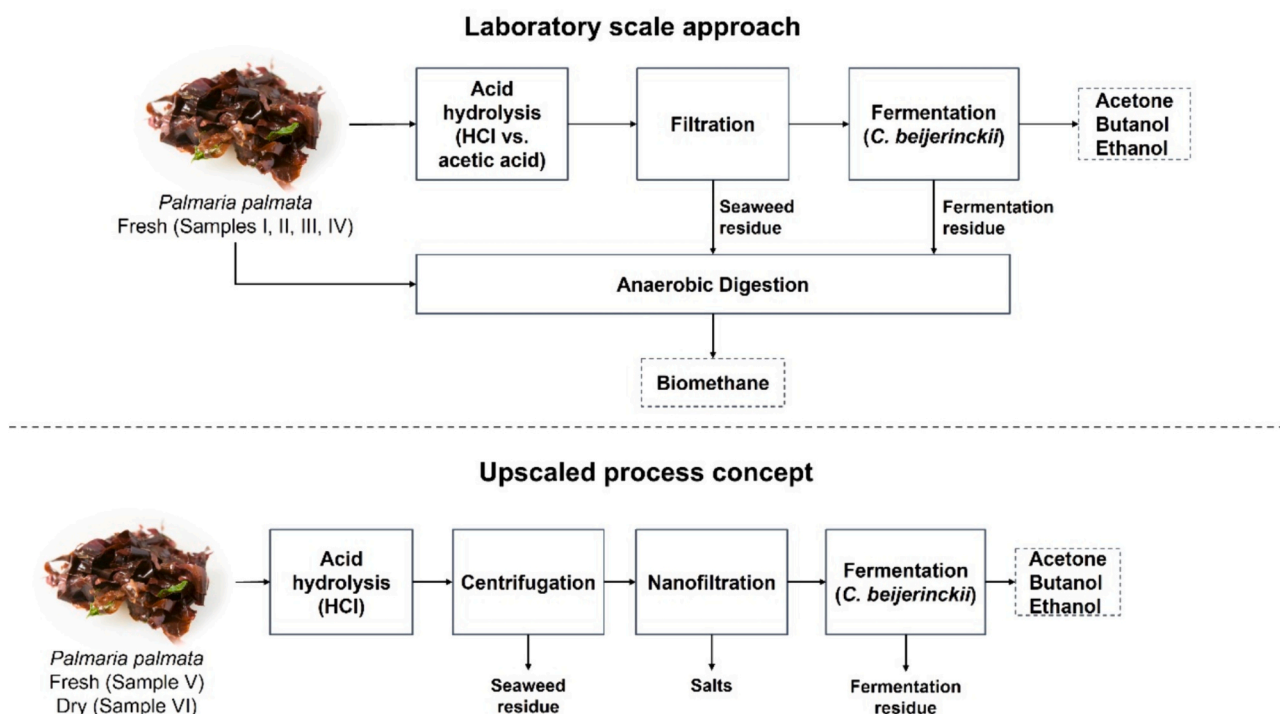 Laboratory scale approach
Acid
hydrolysis
(HCl vs.
acetic acid)
Filtration
Fermentation
(C. beijerinckii)
Acetone
Butanol
Ethanol
Palmaria palmata
Fresh (Samples I, II, III, IV)
Seaweed
residue
Fermentation
residue
Anaerobic Digestion
Biomethane
Upscaled process concept
Acid
hydrolysis
(HCl)
Centrifugation
Nanofiltration
Fermentation
(C. beijerinckii)
Acetone
Butanol
Ethanol
Palmaria palmata
Fresh (Sample V)
Dry (Sample VI)
Seaweed
residue
Salts
Fermentation
residue